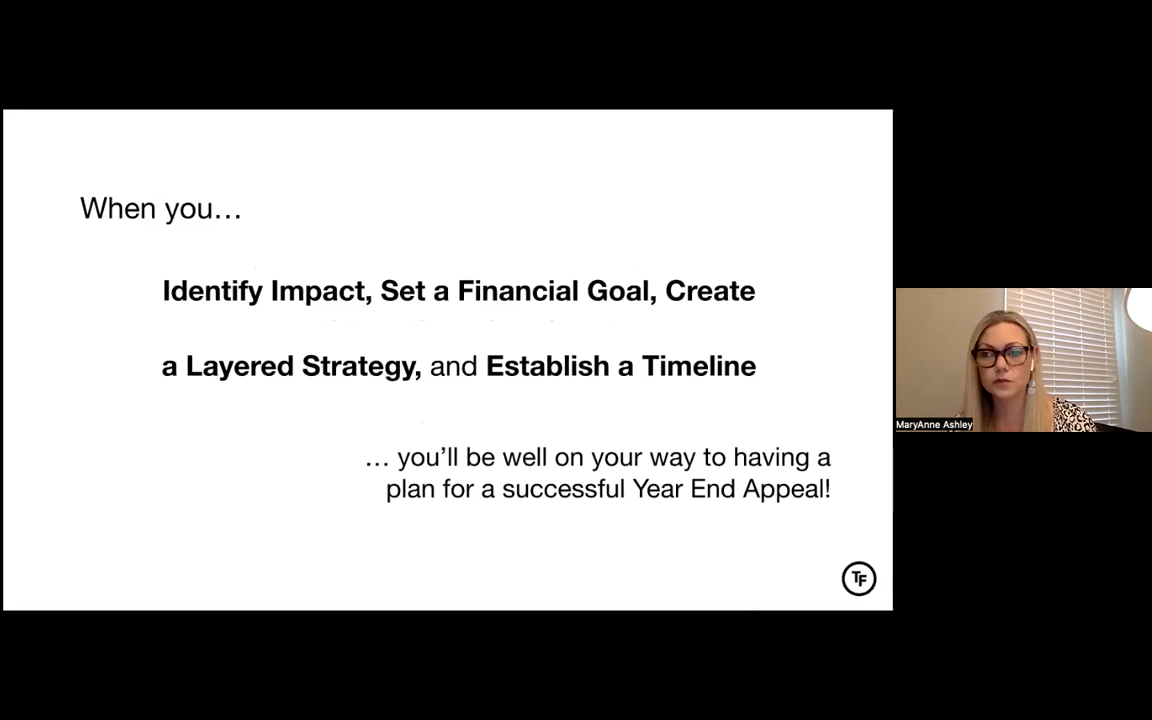 When you…
Identify Impact, Set a Financial Goal, Create
a Layered Strategy, and Establish a Timeline
… you’ll be well on your way to having a
plan for a successful Year End Appeal!
TF
MaryAnne Ashley